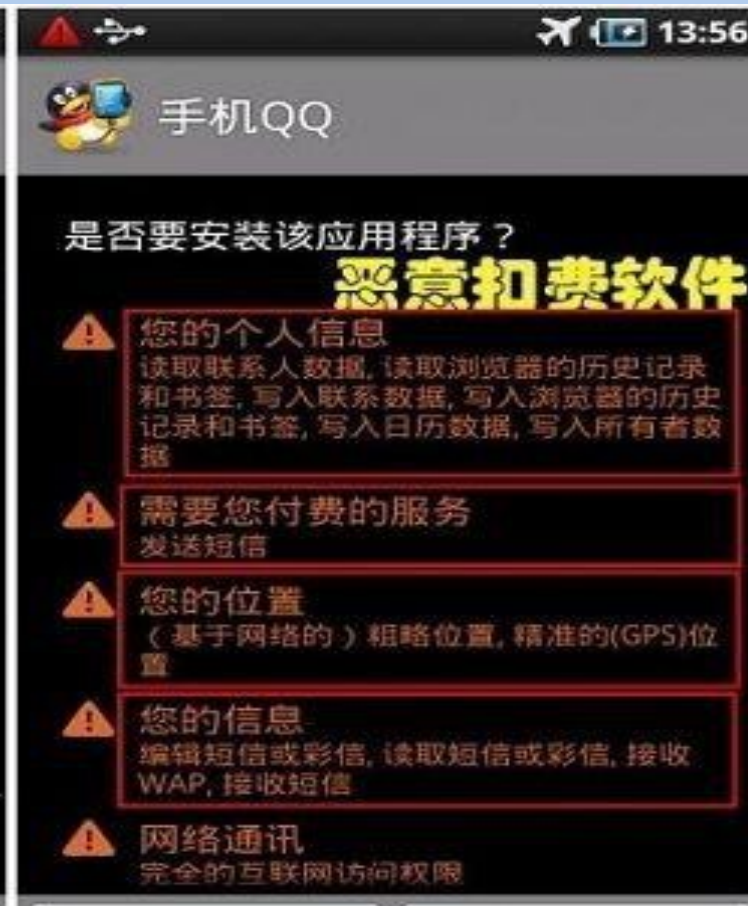 13:56
手机QQ
是否要安装该应用程序？
恶意扣费软件
您的个人信息
读取联系人数据, 读取浏览器的历史记录
和书签, 写入联系数据, 写入浏览器的历史
记录和书签, 写入日历数据, 写入所有者数
据
需要您付费的服务
发送短信
您的位置
（基于网络的）粗略位置, 精准的(GPS)位
置
您的信息
编辑短信或彩信, 读取短信或彩信, 接收
WAP, 接收短信
网络通讯
完全的互联网访问权限